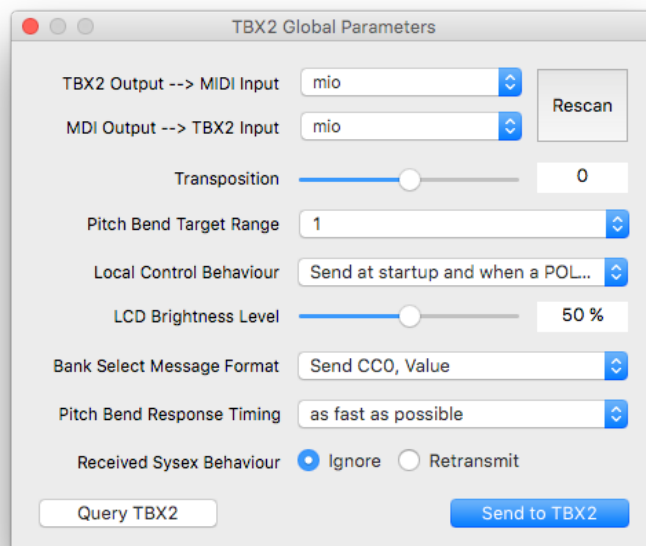 TBX2 Global Parameters
TBX2 Output --> MIDI Input mio
Rescan
MDI Output --> TBX2 Input mio
Transposition 0
Pitch Bend Target Range 1
Local Control Behaviour Send at startup and when a POL...
LCD Brightness Level 50 %
Bank Select Message Format Send CC0, Value
Pitch Bend Response Timing as fast as possible
Received Sysex Behaviour Ignore Retransmit
Query TBX2 Send to TBX2